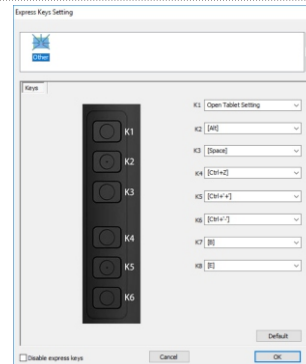 Express Keys Setting
Other
Keys
K1 Open Tablet Setting
K2 [Alt]
K3 [Space]
K4 [Ctrl+Z]
K5 [Ctrl+'+']
K6 [Ctrl+'-']
K7 [B]
K8 [E]
K1
K2
K3
K4
K5
K6
Default
Disable express keys
Cancel
OK